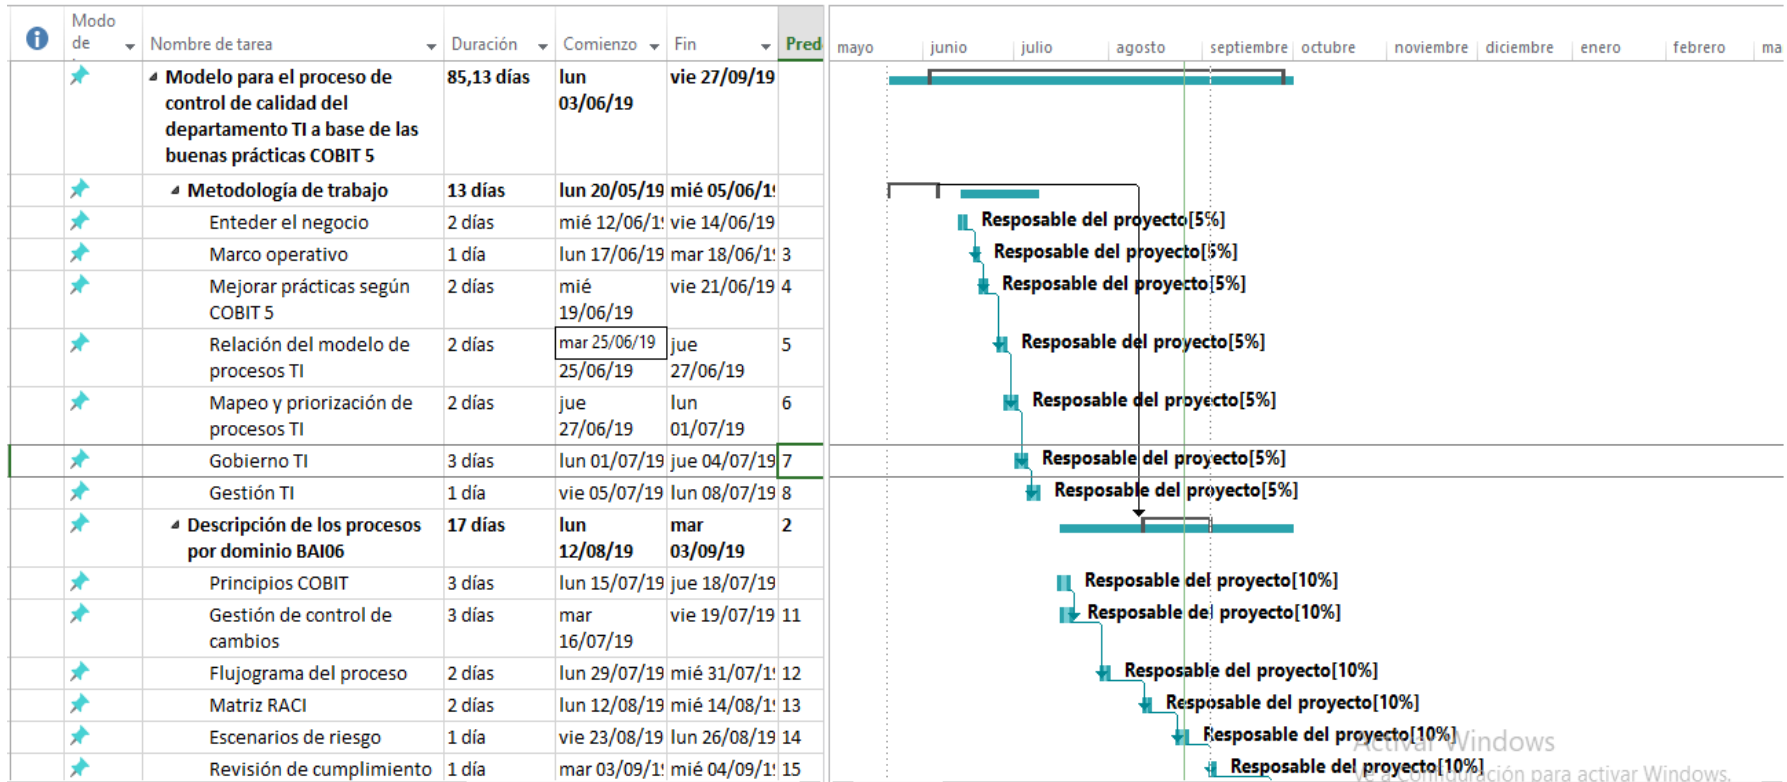 Modo
de
Nombre de tarea
Duración
Comienzo
Fin
Pred
mayo junio julio agosto septiembre octubre noviembre diciembre enero febrero ma
Modelo para el proceso de 85,13 días lun vie 27/09/19
control de calidad del 03/06/19
departamento TI a base de las
buenas prácticas COBIT 5
Metodología de trabajo 13 días lun 20/05/19 mié 05/06/19
Enteder el negocio 2 días mié 12/06/1 vie 14/06/19 Resposable del proyecto[5%]
Marco operativo 1 día lun 17/06/19 mar 18/06/1 3 Resposable del proyecto[5%]
Mejorar prácticas según 2 días mié vie 21/06/19 4 Resposable del proyecto[5%]
COBIT 5 19/06/19
Relación del modelo de 2 días mar 25/06/19 jue 5 Resposable del proyecto[5%]
procesos TI 25/06/19 27/06/19
Mapeo y priorización de 2 días jue lun 6 Resposable del proyecto[5%]
procesos TI 27/06/19 01/07/19
Gobierno TI 3 días lun 01/07/19 jue 04/07/19 7 Resposable del proyecto[5%]
Gestión TI 1 día vie 05/07/19 lun 08/07/19 8 Resposable del proyecto[5%]
Descripción de los procesos 17 días lun mar 2
por dominio BAI06 12/08/19 03/09/19
Principios COBIT 3 días lun 15/07/19 jue 18/07/19 Resposable del proyecto[10%]
Gestión de control de 3 días mar vie 19/07/19 11 Resposable del proyecto[10%]
cambios 16/07/19
Flujograma del proceso 2 días lun 29/07/19 mié 31/07/1 12 Resposable del proyecto[10%]
Matriz RACI 2 días lun 12/08/19 mié 14/08/1 13 Resposable del proyecto[10%]
Escenarios de riesgo 1 día vie 23/08/19 lun 26/08/19 14 Resposable del proyecto[10%]
Activar Windows
Revisión de cumplimiento 1 día mar 03/09/1 mié 04/09/1 15 Resposable del proyecto[10%]
Ve a Configuración para activar Windows.